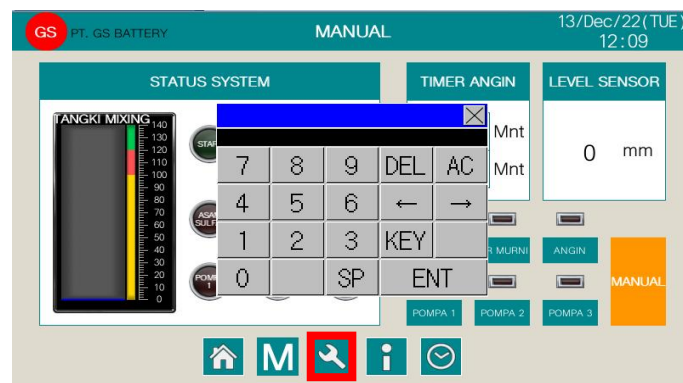 GS PT. GS BATTERY
MANUAL
13/Dec/22(TUE)
12:09
STATUS SYSTEM
TIMER ANGIN
LEVEL SENSOR
TANGKI MIXING
140
130
120
110
100
90
80
70
60
50
40
30
20
10
0
7 8 9 DEL AC
4 5 6 ← →
1 2 3 KEY
0 SP ENT
Mnt
Mnt
0 mm
MURNI
ANGIN
MANUAL
POMPA 1
POMPA 2
POMPA 3
M
i